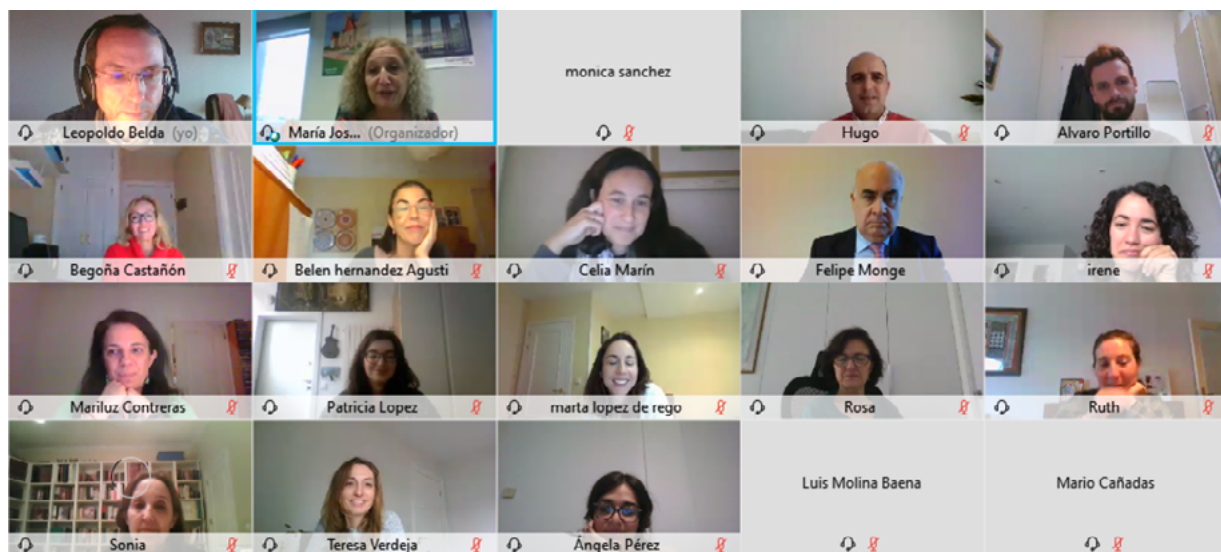 Leopoldo Belda (yo)
María Jos... (Organizador)
monica sanchez
Hugo
Alvaro Portillo
Begoña Castañón
Belen hernandez Agusti
Celia Marín
Felipe Monge
irene
Mariluz Contreras
Patricia Lopez
marta lopez de rego
Rosa
Ruth
Sonia
Teresa Verdeja
Ángela Pérez
Luis Molina Baena
Mario Cañadas